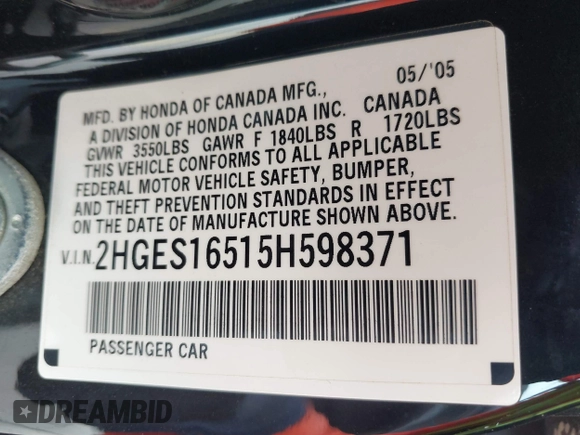 MFD. BY HONDA OF CANADA MFG., 05/'05
A DIVISION OF HONDA CANADA INC. CANADA
GVWR 3550LBS GAWR F 1840LBS R 1720LBS
THIS VEHICLE CONFORMS TO ALL APPLICABLE
FEDERAL MOTOR VEHICLE SAFETY, BUMPER,
AND THEFT PREVENTION STANDARDS IN EFFECT
ON THE DATE OF MANUFACTURE SHOWN ABOVE.
V.I.N. 2HGES16515H598371
PASSENGER CAR
DREAMBID